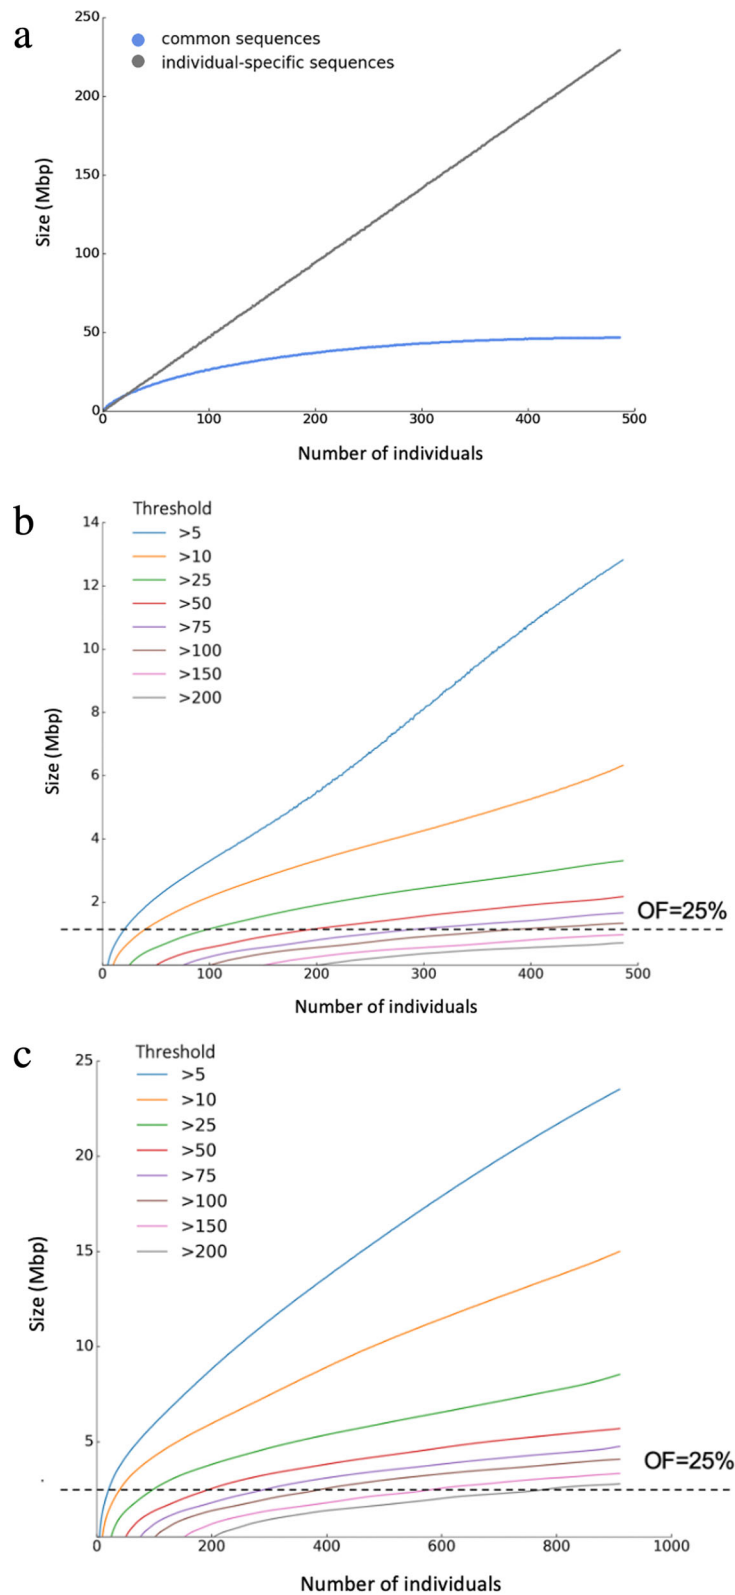 a
250
common sequences
individual-specific sequences
200
150
Size (Mbp)
100
50
0
0 100 200 300 400 500
Number of individuals
b
Threshold
14
>5
12
>10
>25
>50
10
>75
>100
>150
8
>200
Size (Mbp)
6
4
2
OF=25%
0 100 200 300 400 500
Number of individuals
c
Threshold
25
>5
>10
>25
20
>50
>75
>100
>150
15
>200
Size (Mbp)
10
5
OF=25%
0 200 400 600 800 1000
Number of individuals